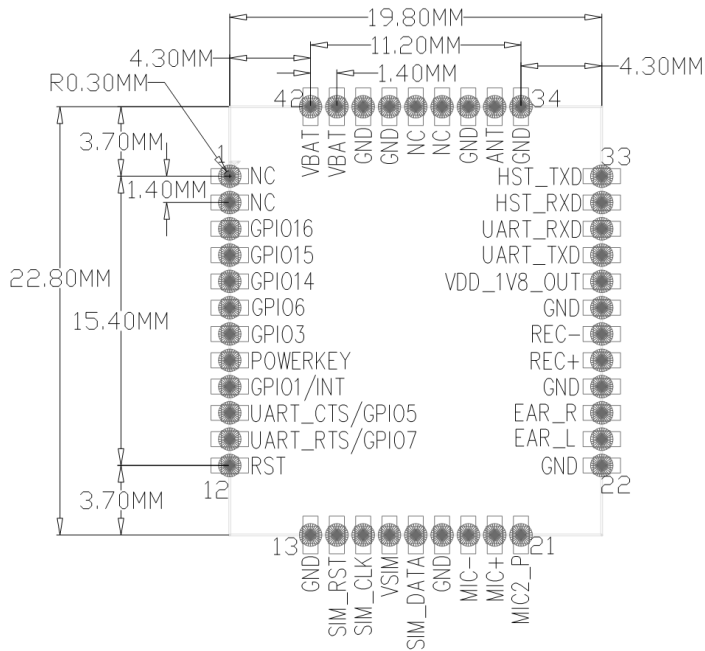 19.80MM
11.20MM
4.30MM
1.40MM
4.30MM
R0.30MM
42
34
VBAT
VBAT
GND
GND
NC
NC
GND
ANT
GND
3.70MM
1.40MM
22.80MM
15.40MM
3.70MM
1
NC
NC
GPIO16
GPIO15
GPIO14
GPIO6
GPIO3
POWERKEY
GPIO1/INT
UART_CTS/GPIO5
UART_RTS/GPIO7
RST
12
33
HST_TXD
HST_RXD
UART_RXD
UART_TXD
VDD_1V8_OUT
GND
REC-
REC+
GND
EAR_R
EAR_L
GND
22
13
21
GND
SIM_RST
SIM_CLK
VSIM
SIM_DATA
GND
MIC-
MIC+
MIC2_P